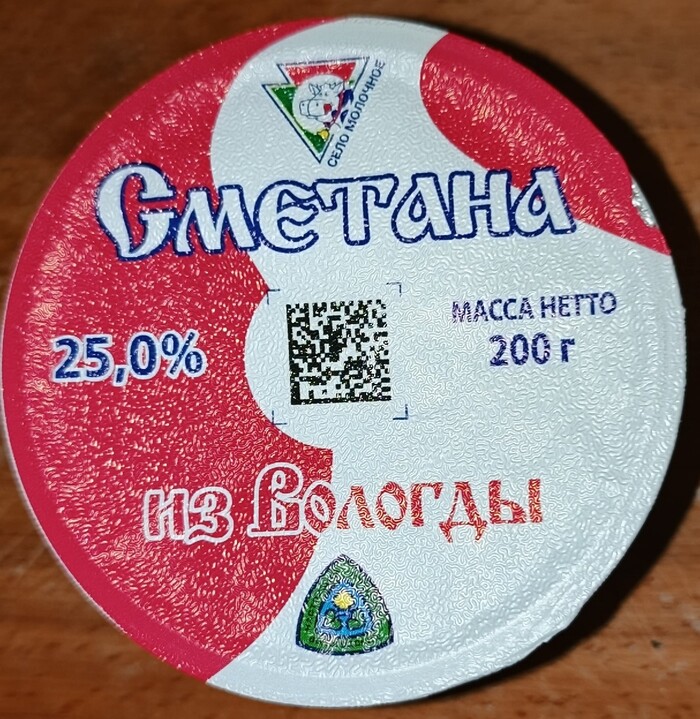 СЕЛО МОЛОЧНОЕ
Сметана
25,0%
МАССА НЕТТО
200 г
из Вологды